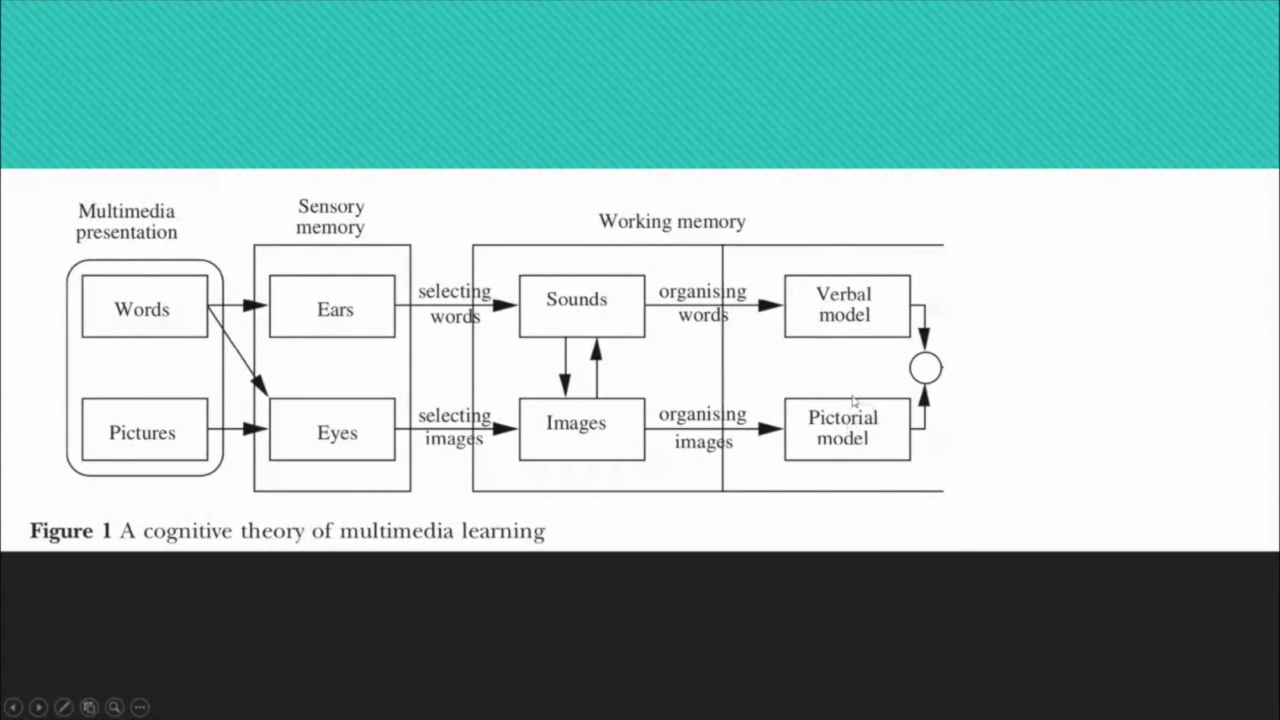 Multimedia
presentation
Sensory
memory
Working memory
Words
Ears
selecting
words
Sounds
organising
words
Verbal
model
Pictures
Eyes
selecting
images
Images
organising
images
Pictorial
model
Figure 1 A cognitive theory of multimedia learning